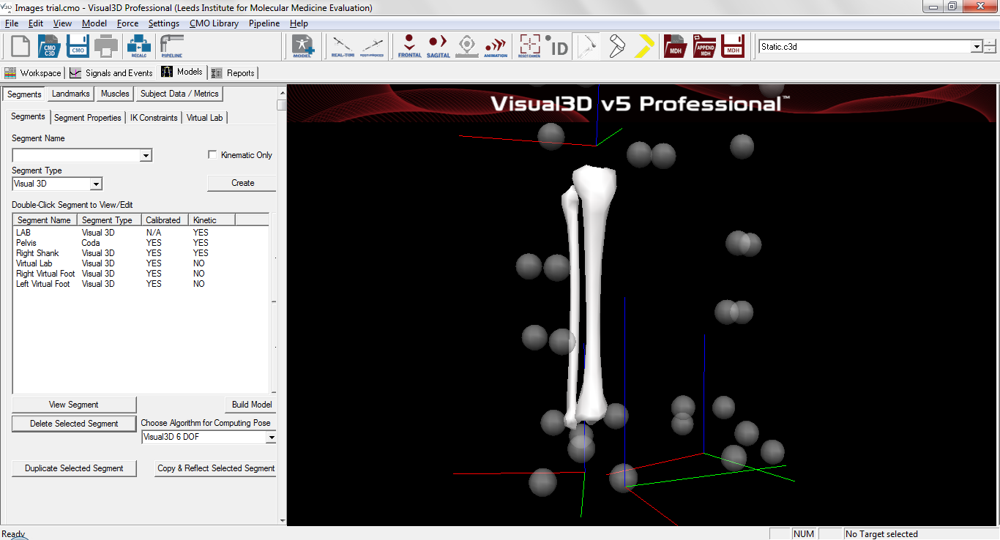 Images trial.cmo - Visual3D Professional (Leeds Institute for Molecular Medicine Evaluation)
File Edit View Model Force Settings CMO Library Pipeline Help
CMO C3D CMO RECALC PIPELINE MODEL REAL-TIME POST-PROCESS FRONTAL SAGITAL ANIMATION ID MDH APPEND MDH MDH Static.c3d
Workspace Signals and Events Models Reports
Segments Landmarks Muscles Subject Data / Metrics
Segments Segment Properties IK Constraints Virtual Lab
Segment Name
Kinematic Only
Segment Type
Visual 3D Create
Double-Click Segment to View/Edit
Segment Name Segment Type Calibrated Kinetic
LAB Visual 3D N/A YES
Pelvis Coda YES YES
Right Shank Visual 3D YES YES
Virtual Lab Visual 3D YES NO
Right Virtual Foot Visual 3D YES NO
Left Virtual Foot Visual 3D YES NO
View Segment Build Model
Delete Selected Segment Choose Algorithm for Computing Pose
Visual3D 6 DOF
Duplicate Selected Segment Copy & Reflect Selected Segment
Visual3D v5 Professional™
Ready NUM No Target selected